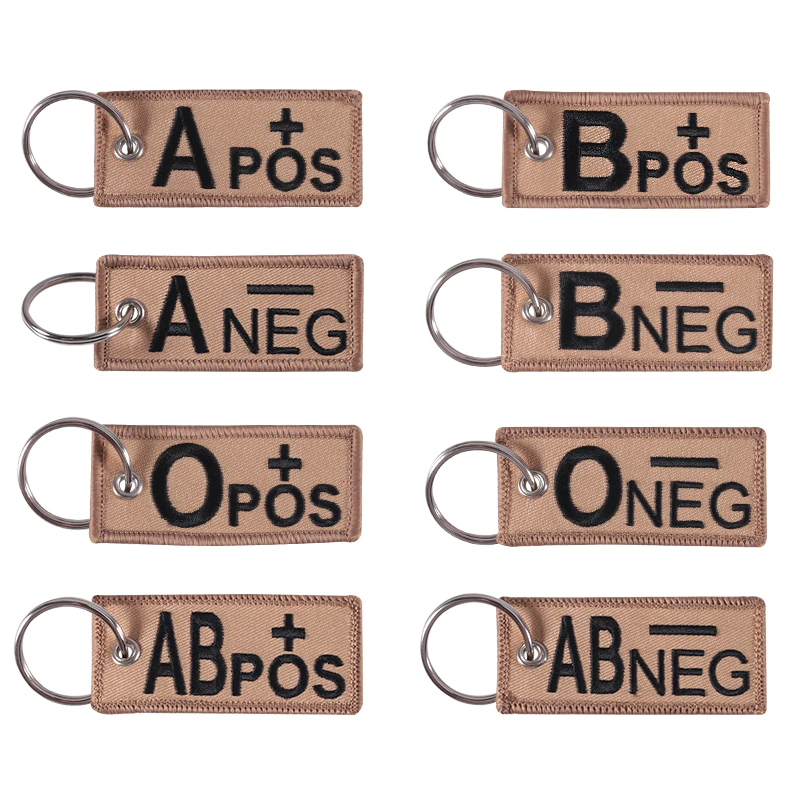 A POS +
B POS +
A NEG −
B NEG −
O POS +
O NEG −
AB POS +
AB NEG −